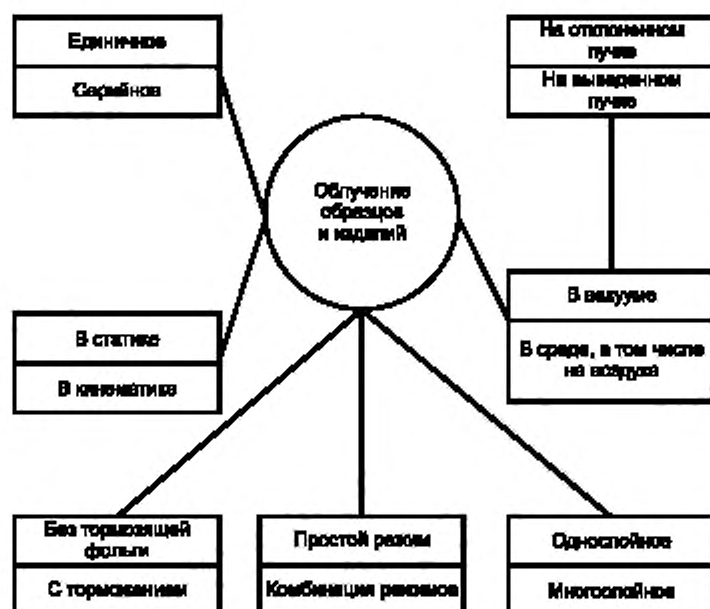 Единичное
Серийное
На отклоненном
пучке
На выведенном
пучке
Облучение
образцов
и изделий
В статике
В кинематике
В вакууме
В среде, в том числе
на воздухе
Без тормозящей
фольги
С торможением
Простой режим
Комбинация режимов
Однослойное
Многослойное